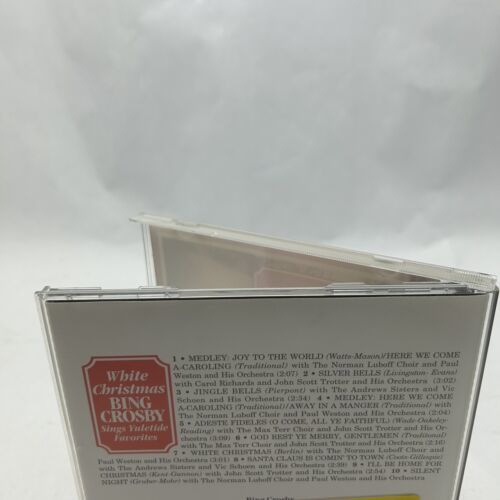 White
Christmas
BING
CROSBY
Sings Yuletide
Favorites
1 • MEDLEY: JOY TO THE WORLD (Watts-Mason)/HERE WE COME
A-CAROLING (Traditional) with The Norman Luboff Choir and Paul
Weston and His Orchestra (2:07) 2 • SILVER BELLS (Livingston- Evans)
with Carol Richards and John Scott Trotter and His Orchestra (3:02)
3 • JINGLE BELLS (Pierpont) with The Andrews Sisters and Vic
Schoen and His Orchestra (2:34) 4 • MEDLEY: HERE WE COME
A-CAROLING (Traditional)/AWAY IN A MANGER (Traditional) with
The Norman Luboff Choir and Paul Weston and His Orchestra (2:04)
5 • ADESTE FIDELES (O COME, ALL YE FAITHFUL) (Wade Oakeley-
Reading) with The Max Terr Choir and John Scott Trotter and His Or-
chestra (3:09) 6 • GOD REST YE MERRY, GENTLEMEN (Traditional)
with The Max Terr Choir and John Scott Trotter and His Orchestra (2:16)
7 • WHITE CHRISTMAS (Berlin) with The Norman Luboff Choir and
Paul Weston and His Orchestra (3:01) 8 • SANTA CLAUS IS COMIN' TO TOWN (Coots-Gillespie)
with The Andrews Sisters and Vic Schoen and His Orchestra (2:39) 9 • I'LL BE HOME FOR
CHRISTMAS (Kent Gannon) with John Scott Trotter and His Orchestra (2:54) 10 • SILENT
NIGHT (Gruber-Mohr) with The Norman Luboff Choir and Paul Weston and His Orchestra
Bing Crosby